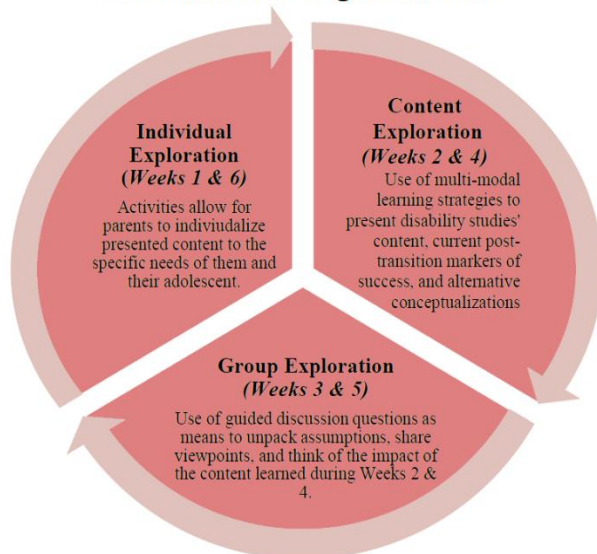 Individual
Exploration
(Weeks 1 & 6)
Activities allow for
parents to indiviudalize
presented content to the
specific needs of them and
their adolescent.
Content
Exploration
(Weeks 2 & 4)
Use of multi-modal
learning strategies to
present disability studies'
content, current post-
transition markers of
success, and alternative
conceptualizations
Group Exploration
(Weeks 3 & 5)
Use of guided discussion questions as
means to unpack assumptions, share
viewpoints, and think of the impact of
the content learned during Weeks 2 &
4.